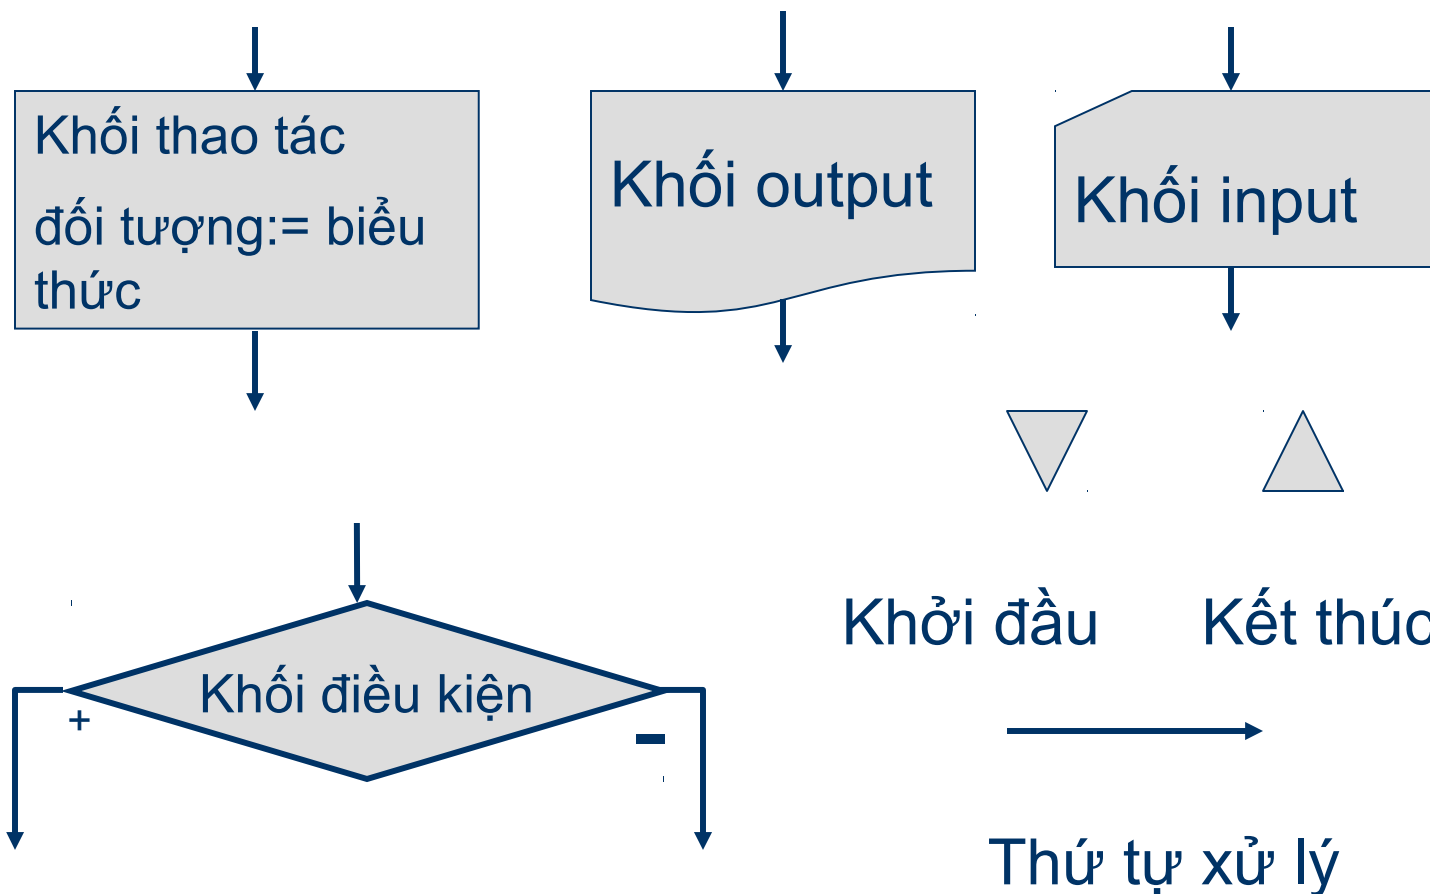 Khối thao tác
đối tượng:= biểu
thức
Khối output
Khối input
Khối điều kiện
+
-
Khởi đầu
Kết thúc
Thứ tự xử lý